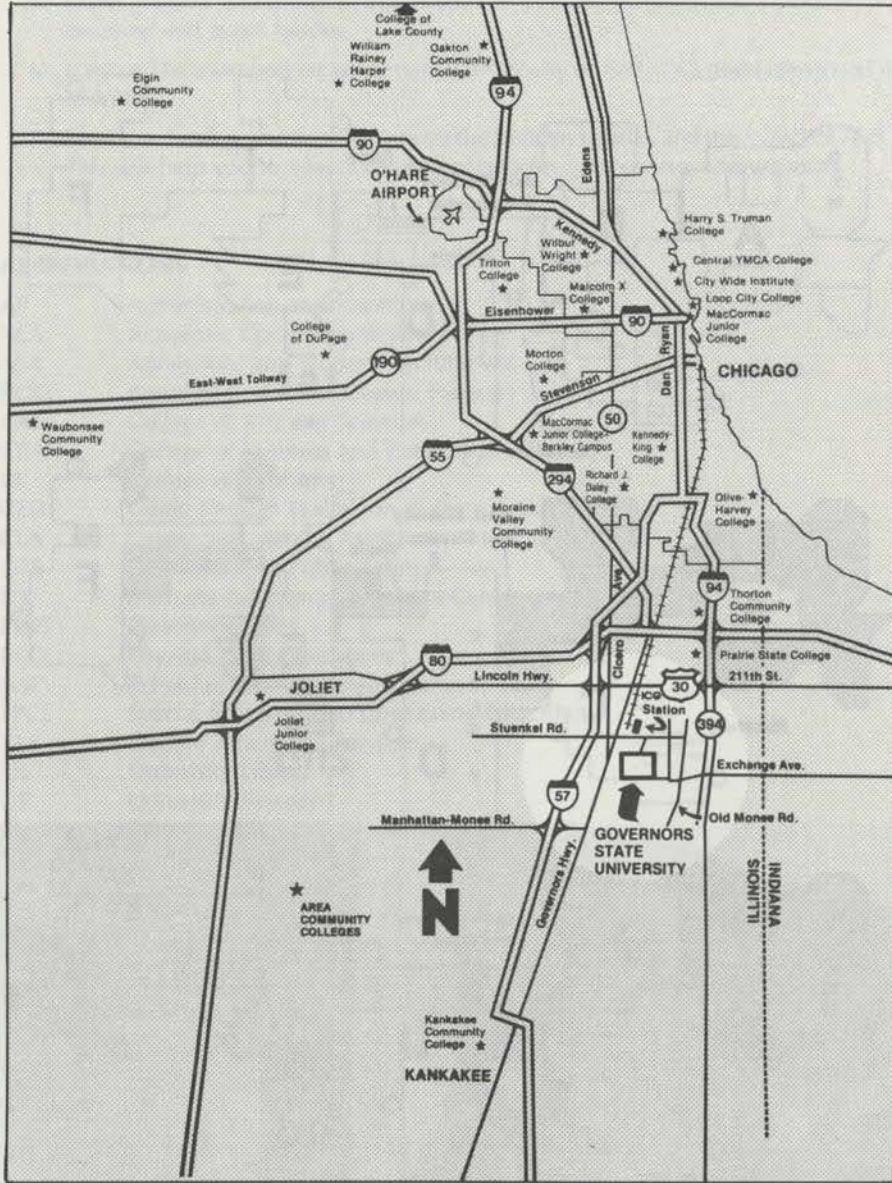 College of
Lake County
William
Rainey
Harper
College
Oakton
Community
College
Elgin
Community
College
94
90
Edens
O'HARE
AIRPORT
Kennedy
Harry S. Truman
College
Wilbur
Wright
College
Triton
College
Central YMCA College
City Wide Institute
Malcolm X
College
Loop City College
Eisenhower
90
MacCormac
Junior
College
College
of DuPage
190
East-West Tollway
Morton
College
Dan Ryan
CHICAGO
Stevenson
Waubonsee
Community
College
50
MacCormac
Junior College-
Berkley Campus
Kennedy-
King
College
55
294
Richard J.
Daley
College
Moraine
Valley
Community
College
Olive-
Harvey
College
94
Thorton
Community
College
Cicero Ave.
80
Prairie State College
JOLIET
Lincoln Hwy.
30
211th St.
Joliet
Junior
College
ICG
Station
Stuenkel Rd.
394
Exchange Ave.
57
Old Monee Rd.
Manhattan-Monee Rd.
GOVERNORS
STATE
UNIVERSITY
Governors Hwy.
ILLINOIS
INDIANA
N
AREA
COMMUNITY
COLLEGES
Kankakee
Community
College
KANKAKEE